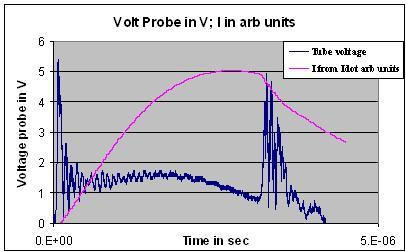 Volt Probe in V; I in arb units
Tube voltage
I from Idot arb units
Voltage probe in V
6
5
4
3
2
1
0
0.E+00
Time in sec
5.E-06